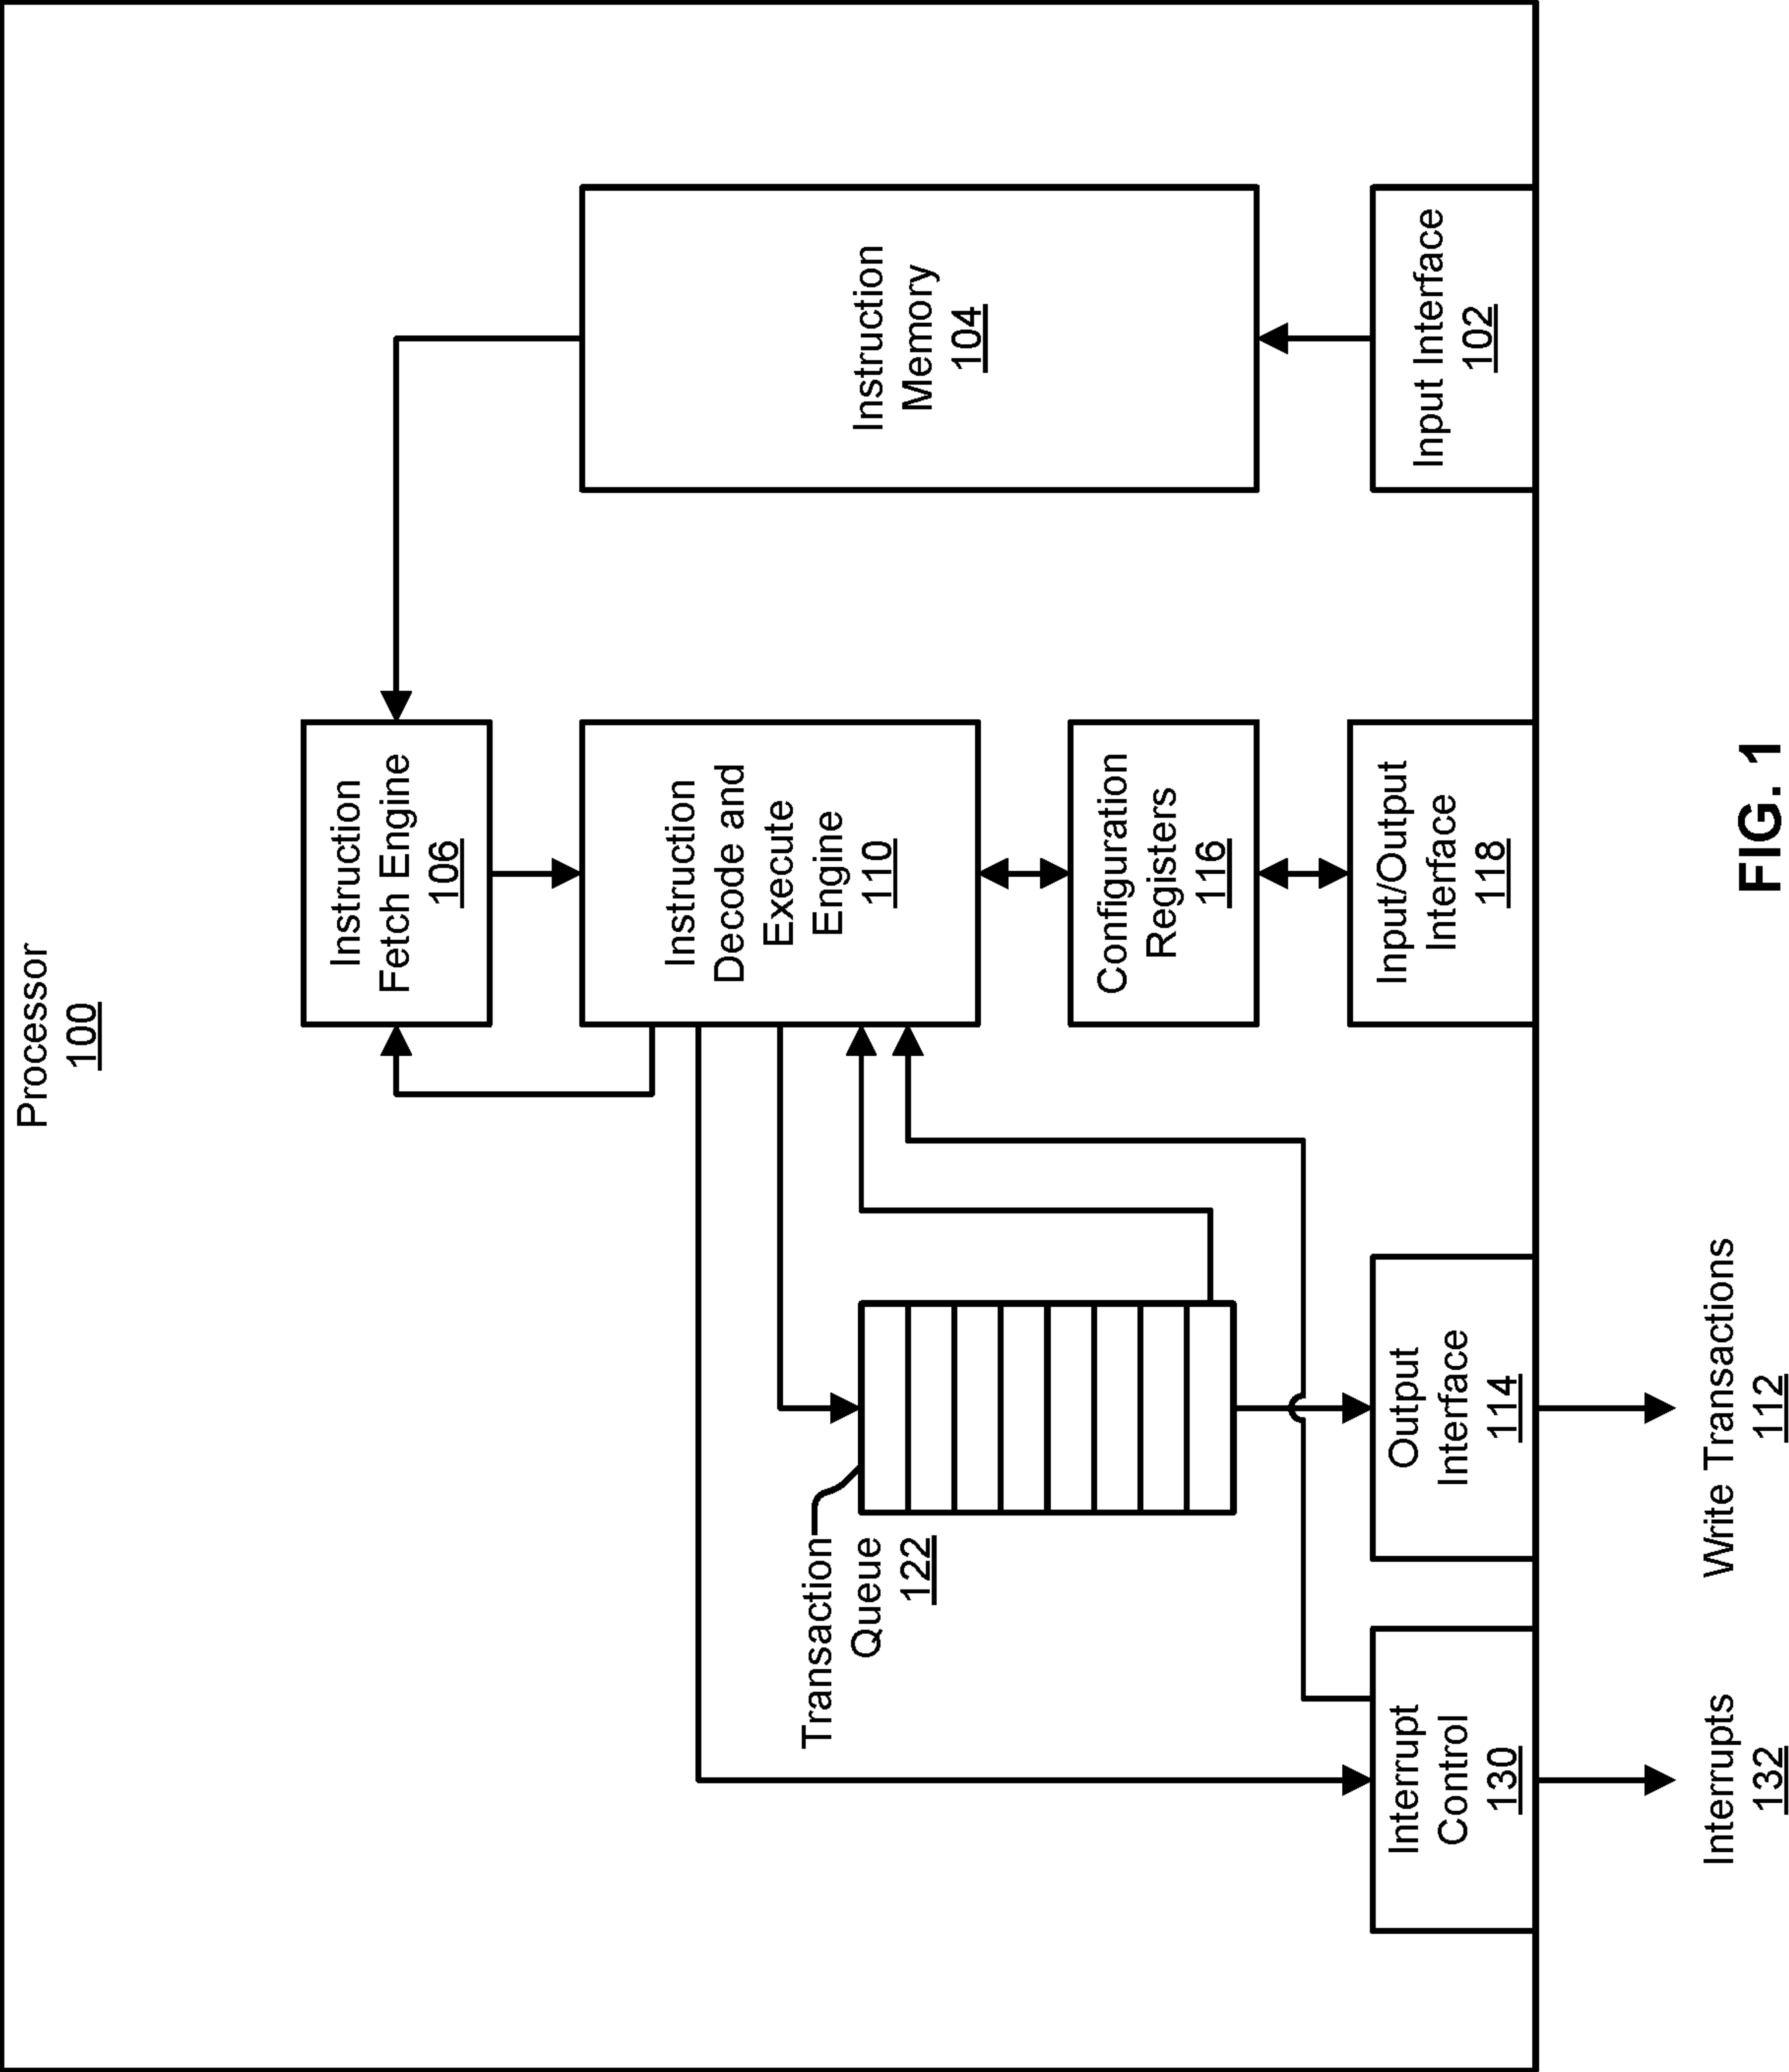 Processor
100
Instruction
Fetch Engine
106
Instruction
Decode and
Execute
Engine
110
Transaction
Queue
122
Instruction
Memory
104
Configuration
Registers
116
Interrupt
Control
130
Output
Interface
114
Input/Output
Interface
118
Input Interface
102
Interrupts
132
Write Transactions
112
FIG. 1